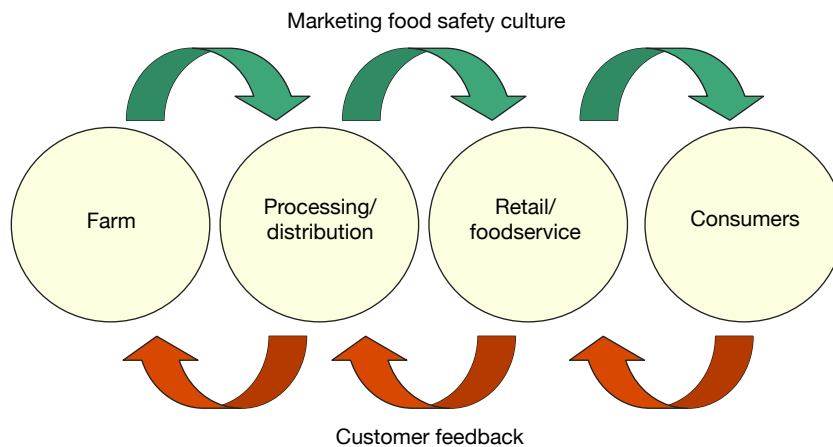 Marketing food safety culture
Farm
Processing/
distribution
Retail/
foodservice
Consumers
Customer feedback